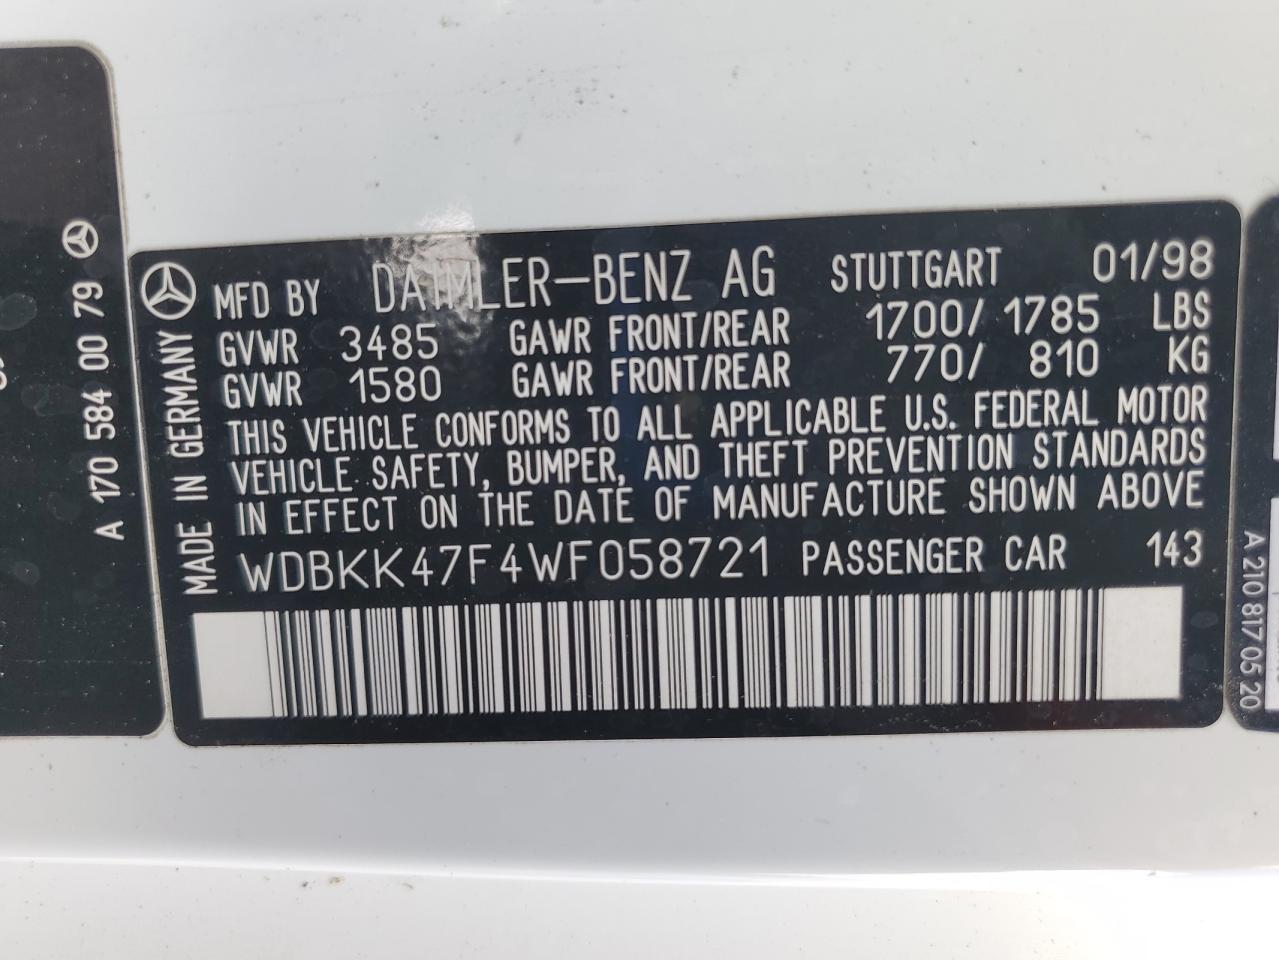 A 170 584 00 79
MADE IN GERMANY
MFD BY DAIMLER-BENZ AG STUTTGART 01/98
GVWR 3485 GAWR FRONT/REAR 1700/ 1785 LBS
GVWR 1580 GAWR FRONT/REAR 770/ 810 KG
THIS VEHICLE CONFORMS TO ALL APPLICABLE U.S. FEDERAL MOTOR
VEHICLE SAFETY, BUMPER, AND THEFT PREVENTION STANDARDS
IN EFFECT ON THE DATE OF MANUFACTURE SHOWN ABOVE
WDBKK47F4WF058721 PASSENGER CAR 143
A 210 817 05 20